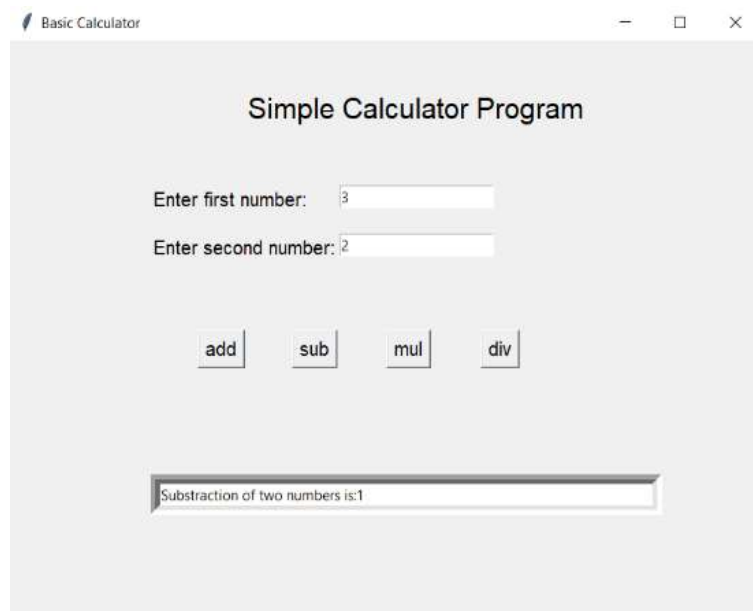 Basic Calculator
Simple Calculator Program
Enter first number: 3
Enter second number: 2
add sub mul div
Substraction of two numbers is:1